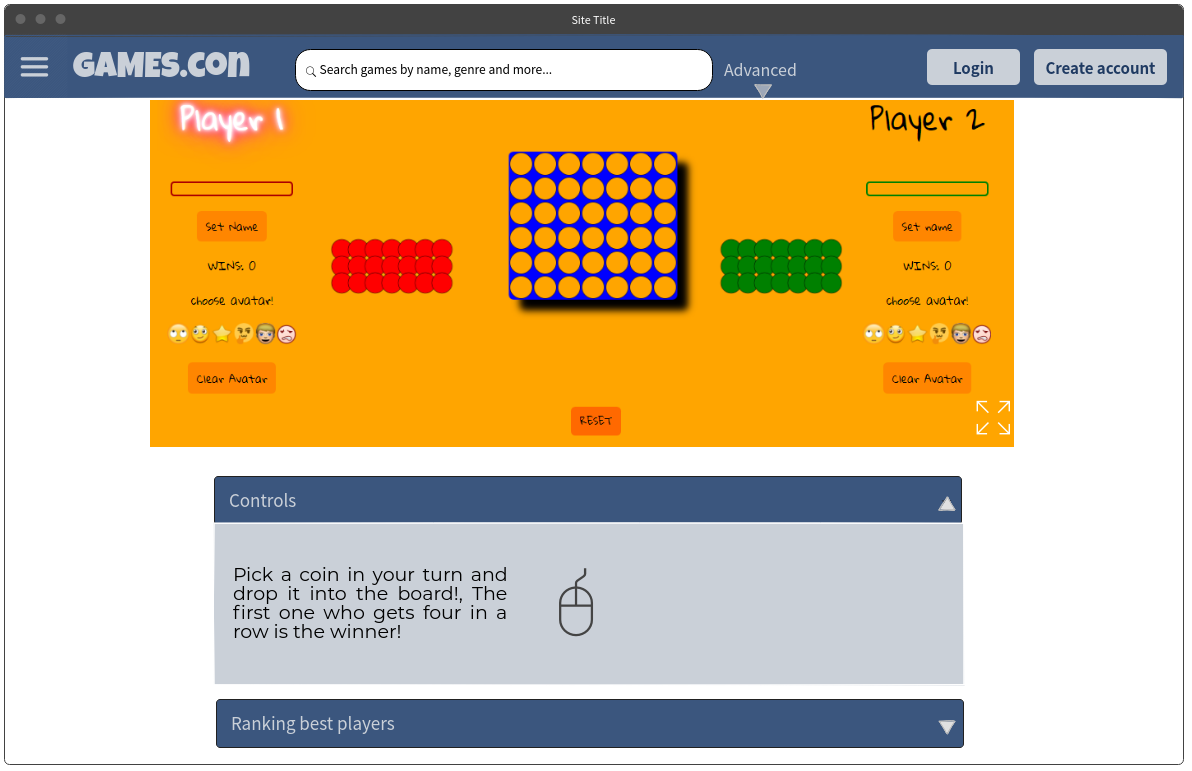 Site Title
GAMES.COn
Search games by name, genre and more...
Advanced
Login
Create account
Player 1
Player 2
Set Name
Set name
WINS: 0
WINS: 0
choose avatar!
choose avatar!
Clear Avatar
Clear Avatar
RESET
Controls
Pick a coin in your turn and
drop it into the board!, The
first one who gets four in a
row is the winner!
Ranking best players